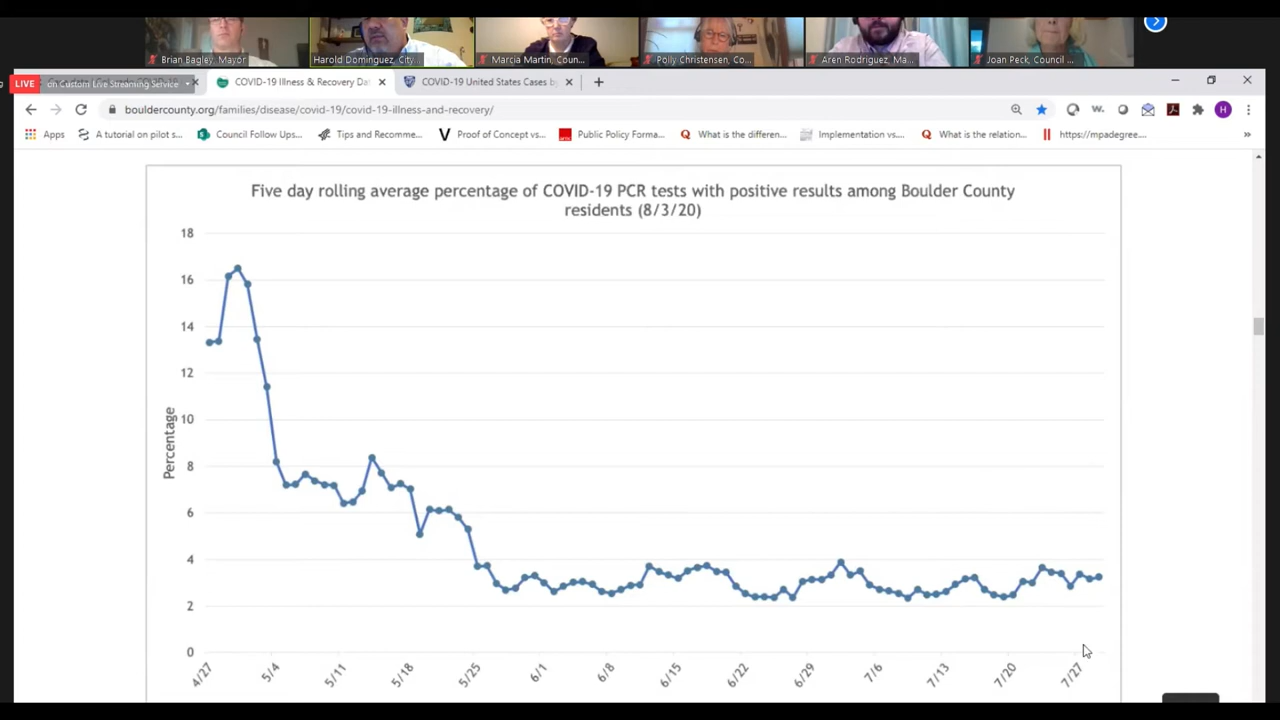 Brian Bagley, Mayor
Harold Dominguez, City ...
Marcia Martin, Coun...
Polly Christensen, Co...
Aren Rodriguez, Ma...
Joan Peck, Council ...
LIVE
on Custom Live Streaming Service
COVID-19 Illness & Recovery Da
COVID-19 United States Cases by
bouldercounty.org/families/disease/covid-19/covid-19-illness-and-recovery/
H
Apps
A tutorial on pilot s...
Council Follow Ups...
Tips and Recomme...
Proof of Concept vs...
Public Policy Forma...
What is the differen...
Implementation vs....
What is the relation...
https://mpadegree....
Five day rolling average percentage of COVID-19 PCR tests with positive results among Boulder County
residents (8/3/20)
Percentage
18
16
14
12
10
8
6
4
2
0
4/27
5/4
5/11
5/18
5/25
6/1
6/8
6/15
6/22
6/29
7/6
7/13
7/20
7/27